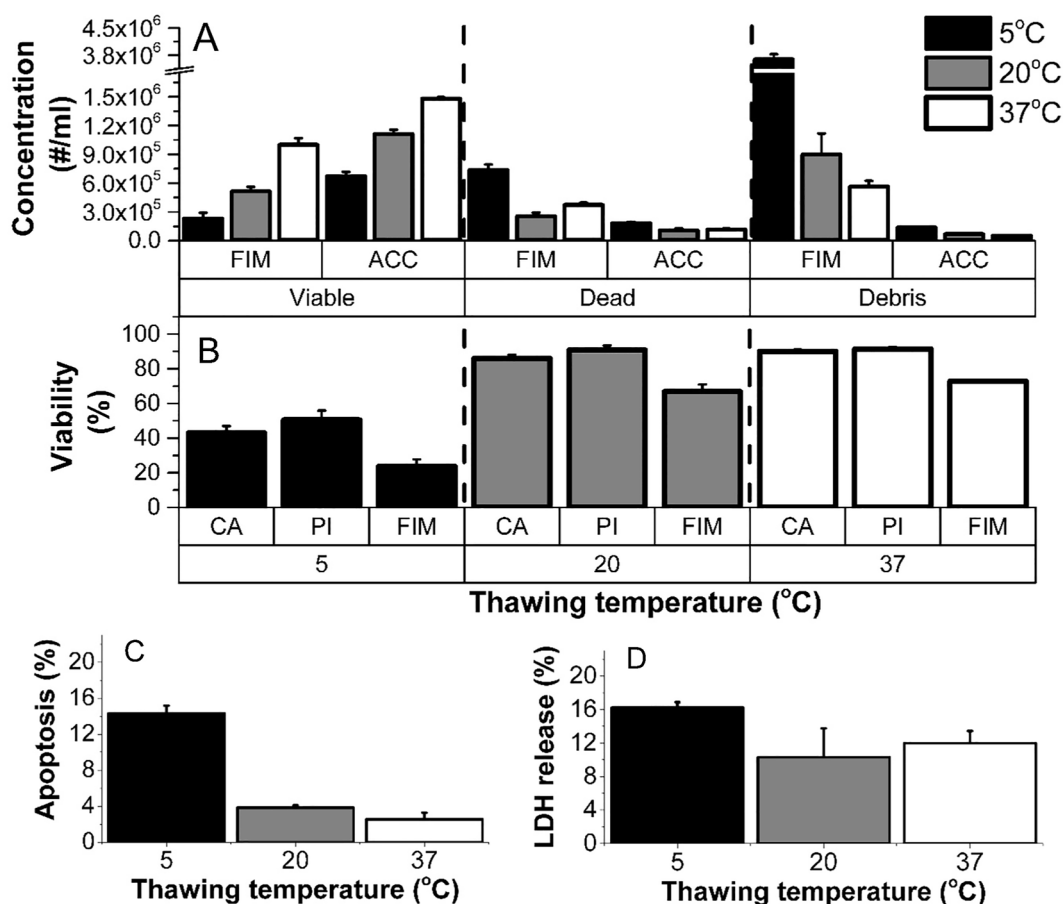 A
Concentration
(#/ml)
4.5x10⁶
3.8x10⁶
1.5x10⁶
1.2x10⁶
9.0x10⁵
6.0x10⁵
3.0x10⁵
0.0
5°C
20°C
37°C
FIM ACC FIM ACC FIM ACC
Viable Dead Debris
B
Viability
(%)
100
80
60
40
20
0
CA PI FIM CA PI FIM CA PI FIM
5 20 37
Thawing temperature (°C)
C
Apoptosis (%)
20
16
12
8
4
0
5 20 37
Thawing temperature (°C)
D
LDH release (%)
20
16
12
8
4
0
5 20 37
Thawing temperature (°C)